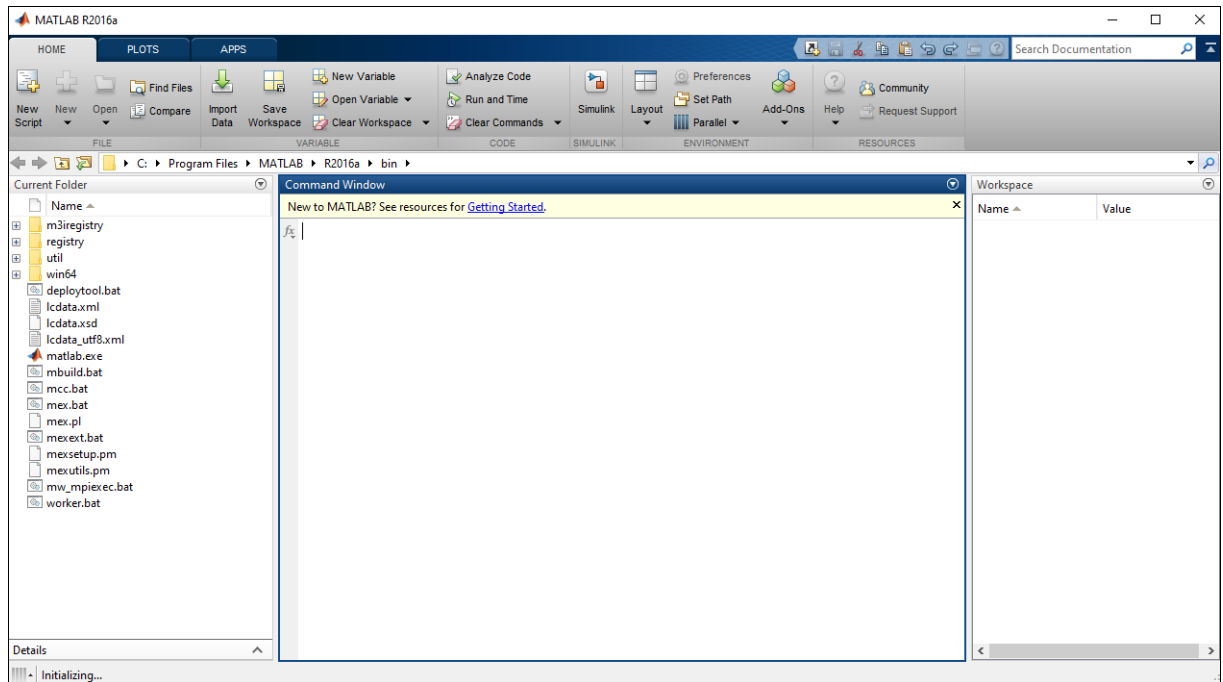 MATLAB R2016a
HOME PLOTS APPS Search Documentation
New Script New Open Find Files Compare Import Data Save Workspace New Variable Open Variable Clear Workspace Analyze Code Run and Time Clear Commands Simulink Layout Preferences Set Path Parallel Add-Ons Help Community Request Support
FILE VARIABLE CODE SIMULINK ENVIRONMENT RESOURCES
C: Program Files MATLAB R2016a bin
Current Folder
Name
m3iregistry
registry
util
win64
deploytool.bat
lcdata.xml
lcdata.xsd
lcdata_utf8.xml
matlab.exe
mbuild.bat
mcc.bat
mex.bat
mex.pl
mexext.bat
mexsetup.pm
mexutils.pm
mw_mpiexec.bat
worker.bat
Details
Command Window
New to MATLAB? See resources for Getting Started.
fx
Workspace
Name Value
Initializing...